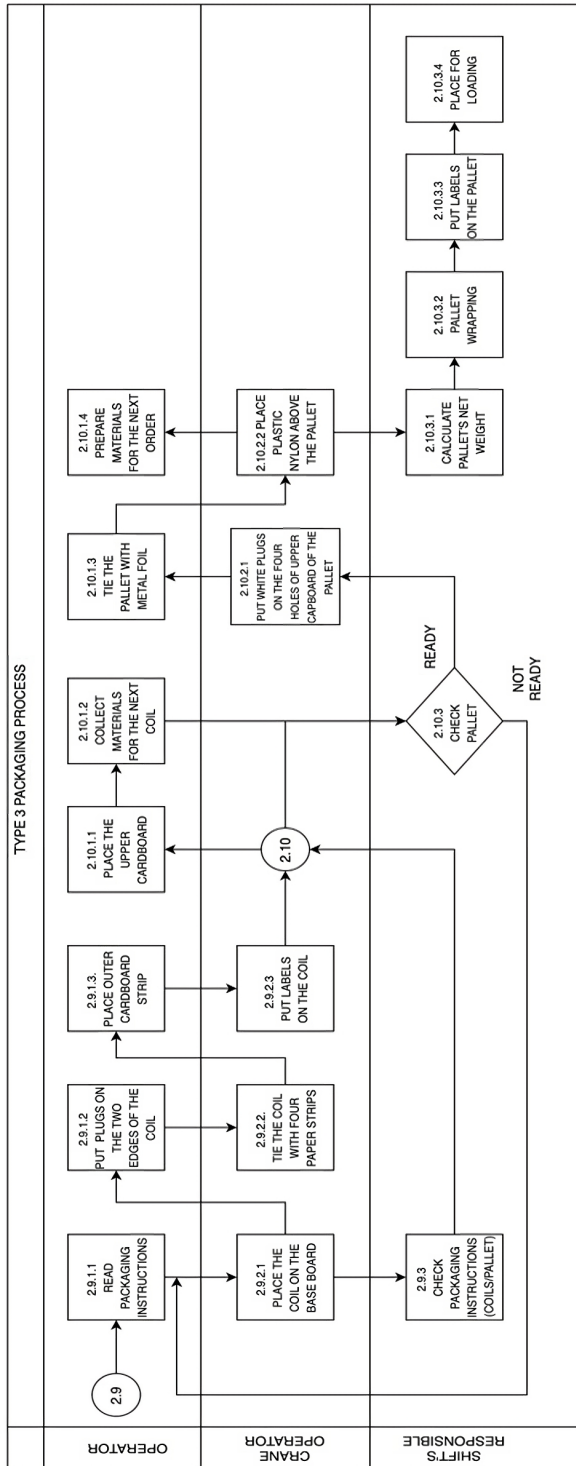 TYPE 3 PACKAGING PROCESS
OPERATOR
2.9
2.9.1.1
READ
PACKAGING
INSTRUCTIONS
2.9.1.2
PUT PLUGS ON
THE TWO
EDGES OF THE
COIL
2.9.1.3.
PLACE OUTER
CARDBOARD
STRIP
2.10.1.1
PLACE THE
UPPER
CARDBOARD
2.10.1.2
COLLECT
MATERIALS
FOR THE NEXT
COIL
2.10.1.3
TIE THE
PALLET WITH
METAL FOIL
2.10.1.4
PREPARE
MATERIALS
FOR THE NEXT
ORDER
CRANE
OPERATOR
2.9.2.1
PLACE THE
COIL ON THE
BASE BOARD
2.9.2.2.
TIE THE COIL
WITH FOUR
PAPER STRIPS
2.9.2.3
PUT LABELS
ON THE COIL
2.10
2.10.2.1
PUT WHITE PLUGS
ON THE FOUR
HOLES OF UPPER
CAPBOARD OF THE
PALLET
2.10.2.2 PLACE
PLASTIC
NYLON ABOVE
THE PALLET
SHIFT'S
RESPONSIBLE
2.9.3
CHECK
PACKAGING
INSTRUCTIONS
(COILS/PALLET)
2.10.3
CHECK
PALLET
READY
NOT
READY
2.10.3.1
CALCULATE
PALLET'S NET
WEIGHT
2.10.3.2
PALLET
WRAPPING
2.10.3.3
PUT LABELS
ON THE PALLET
2.10.3.4
PLACE FOR
LOADING